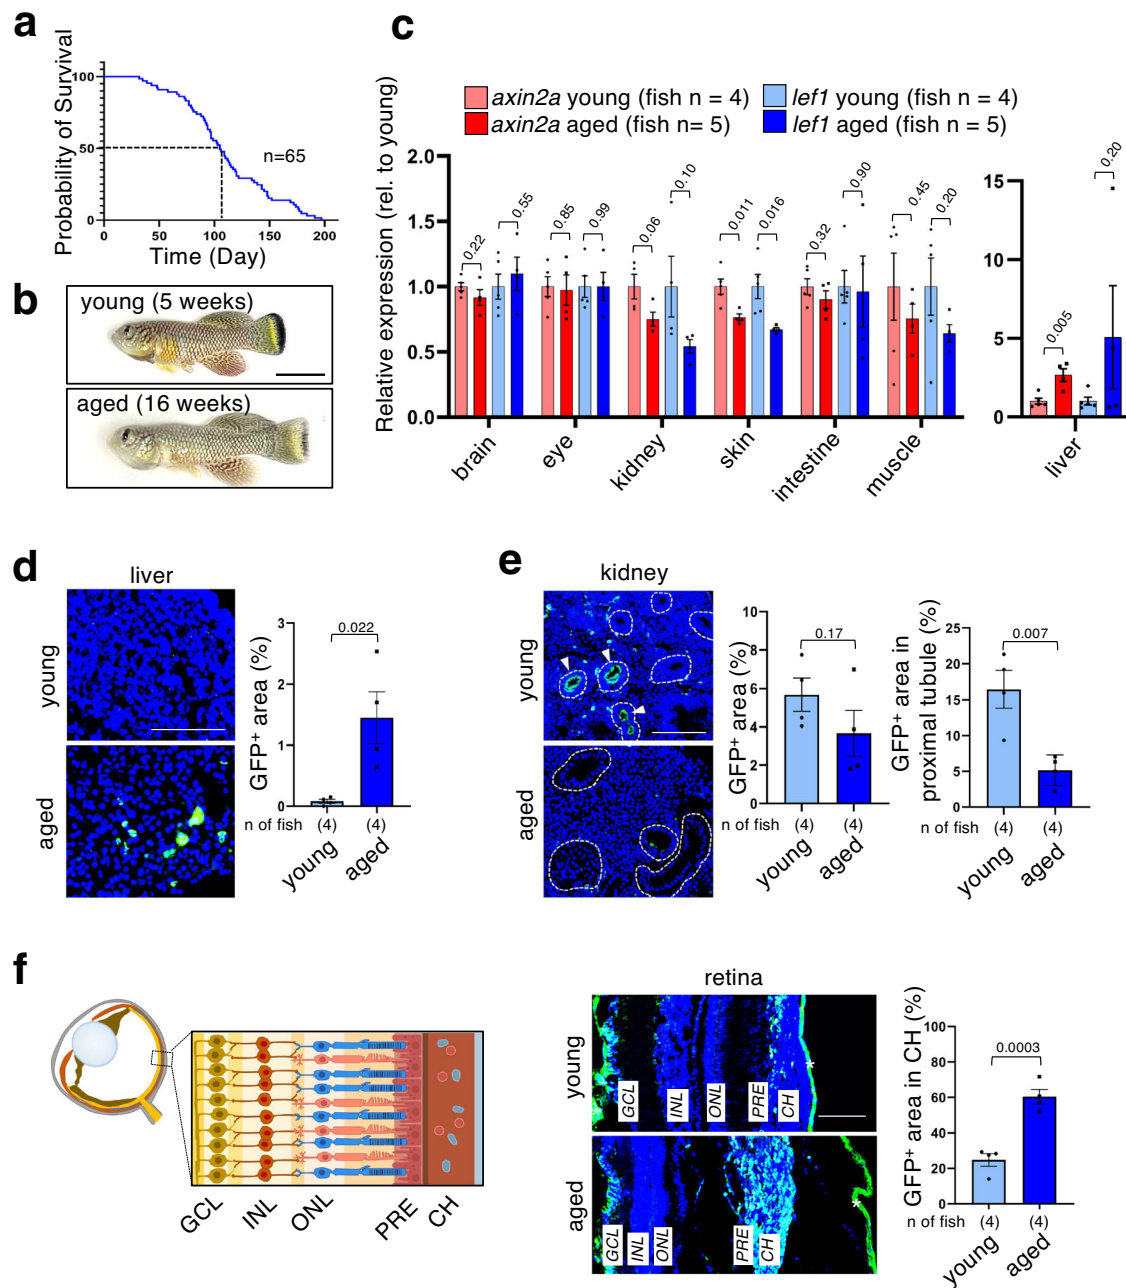 a
Probability of Survival
100
50
0
n=65
0 50 100 150 200
Time (Day)
b
young (5 weeks)
aged (16 weeks)
c
axin2a young (fish n = 4)
axin2a aged (fish n= 5)
lef1 young (fish n = 4)
lef1 aged (fish n = 5)
Relative expression (rel. to young)
2.0
1.5
1.0
0.5
0.0
0.22
0.55
0.85
0.99
0.06
0.10
0.011
0.016
0.32
0.90
0.45
0.20
brain
eye
kidney
skin
intestine
muscle
15
10
5
0
0.005
0.20
liver
d
liver
young
aged
GFP⁺ area (%)
3
2
1
0
0.022
n of fish (4) (4)
young
aged
e
kidney
young
aged
GFP⁺ area (%)
10
8
6
4
2
0
0.17
n of fish (4) (4)
young
aged
GFP⁺ area in
proximal tubule (%)
25
20
15
10
5
0
0.007
n of fish (4) (4)
young
aged
f
GCL
INL
ONL
PRE
CH
retina
young
GCL
INL
ONL
PRE
CH
*
aged
GCL
INL
ONL
PRE
CH
*
GFP⁺ area in CH (%)
100
80
60
40
20
0
0.0003
n of fish (4) (4)
young
aged